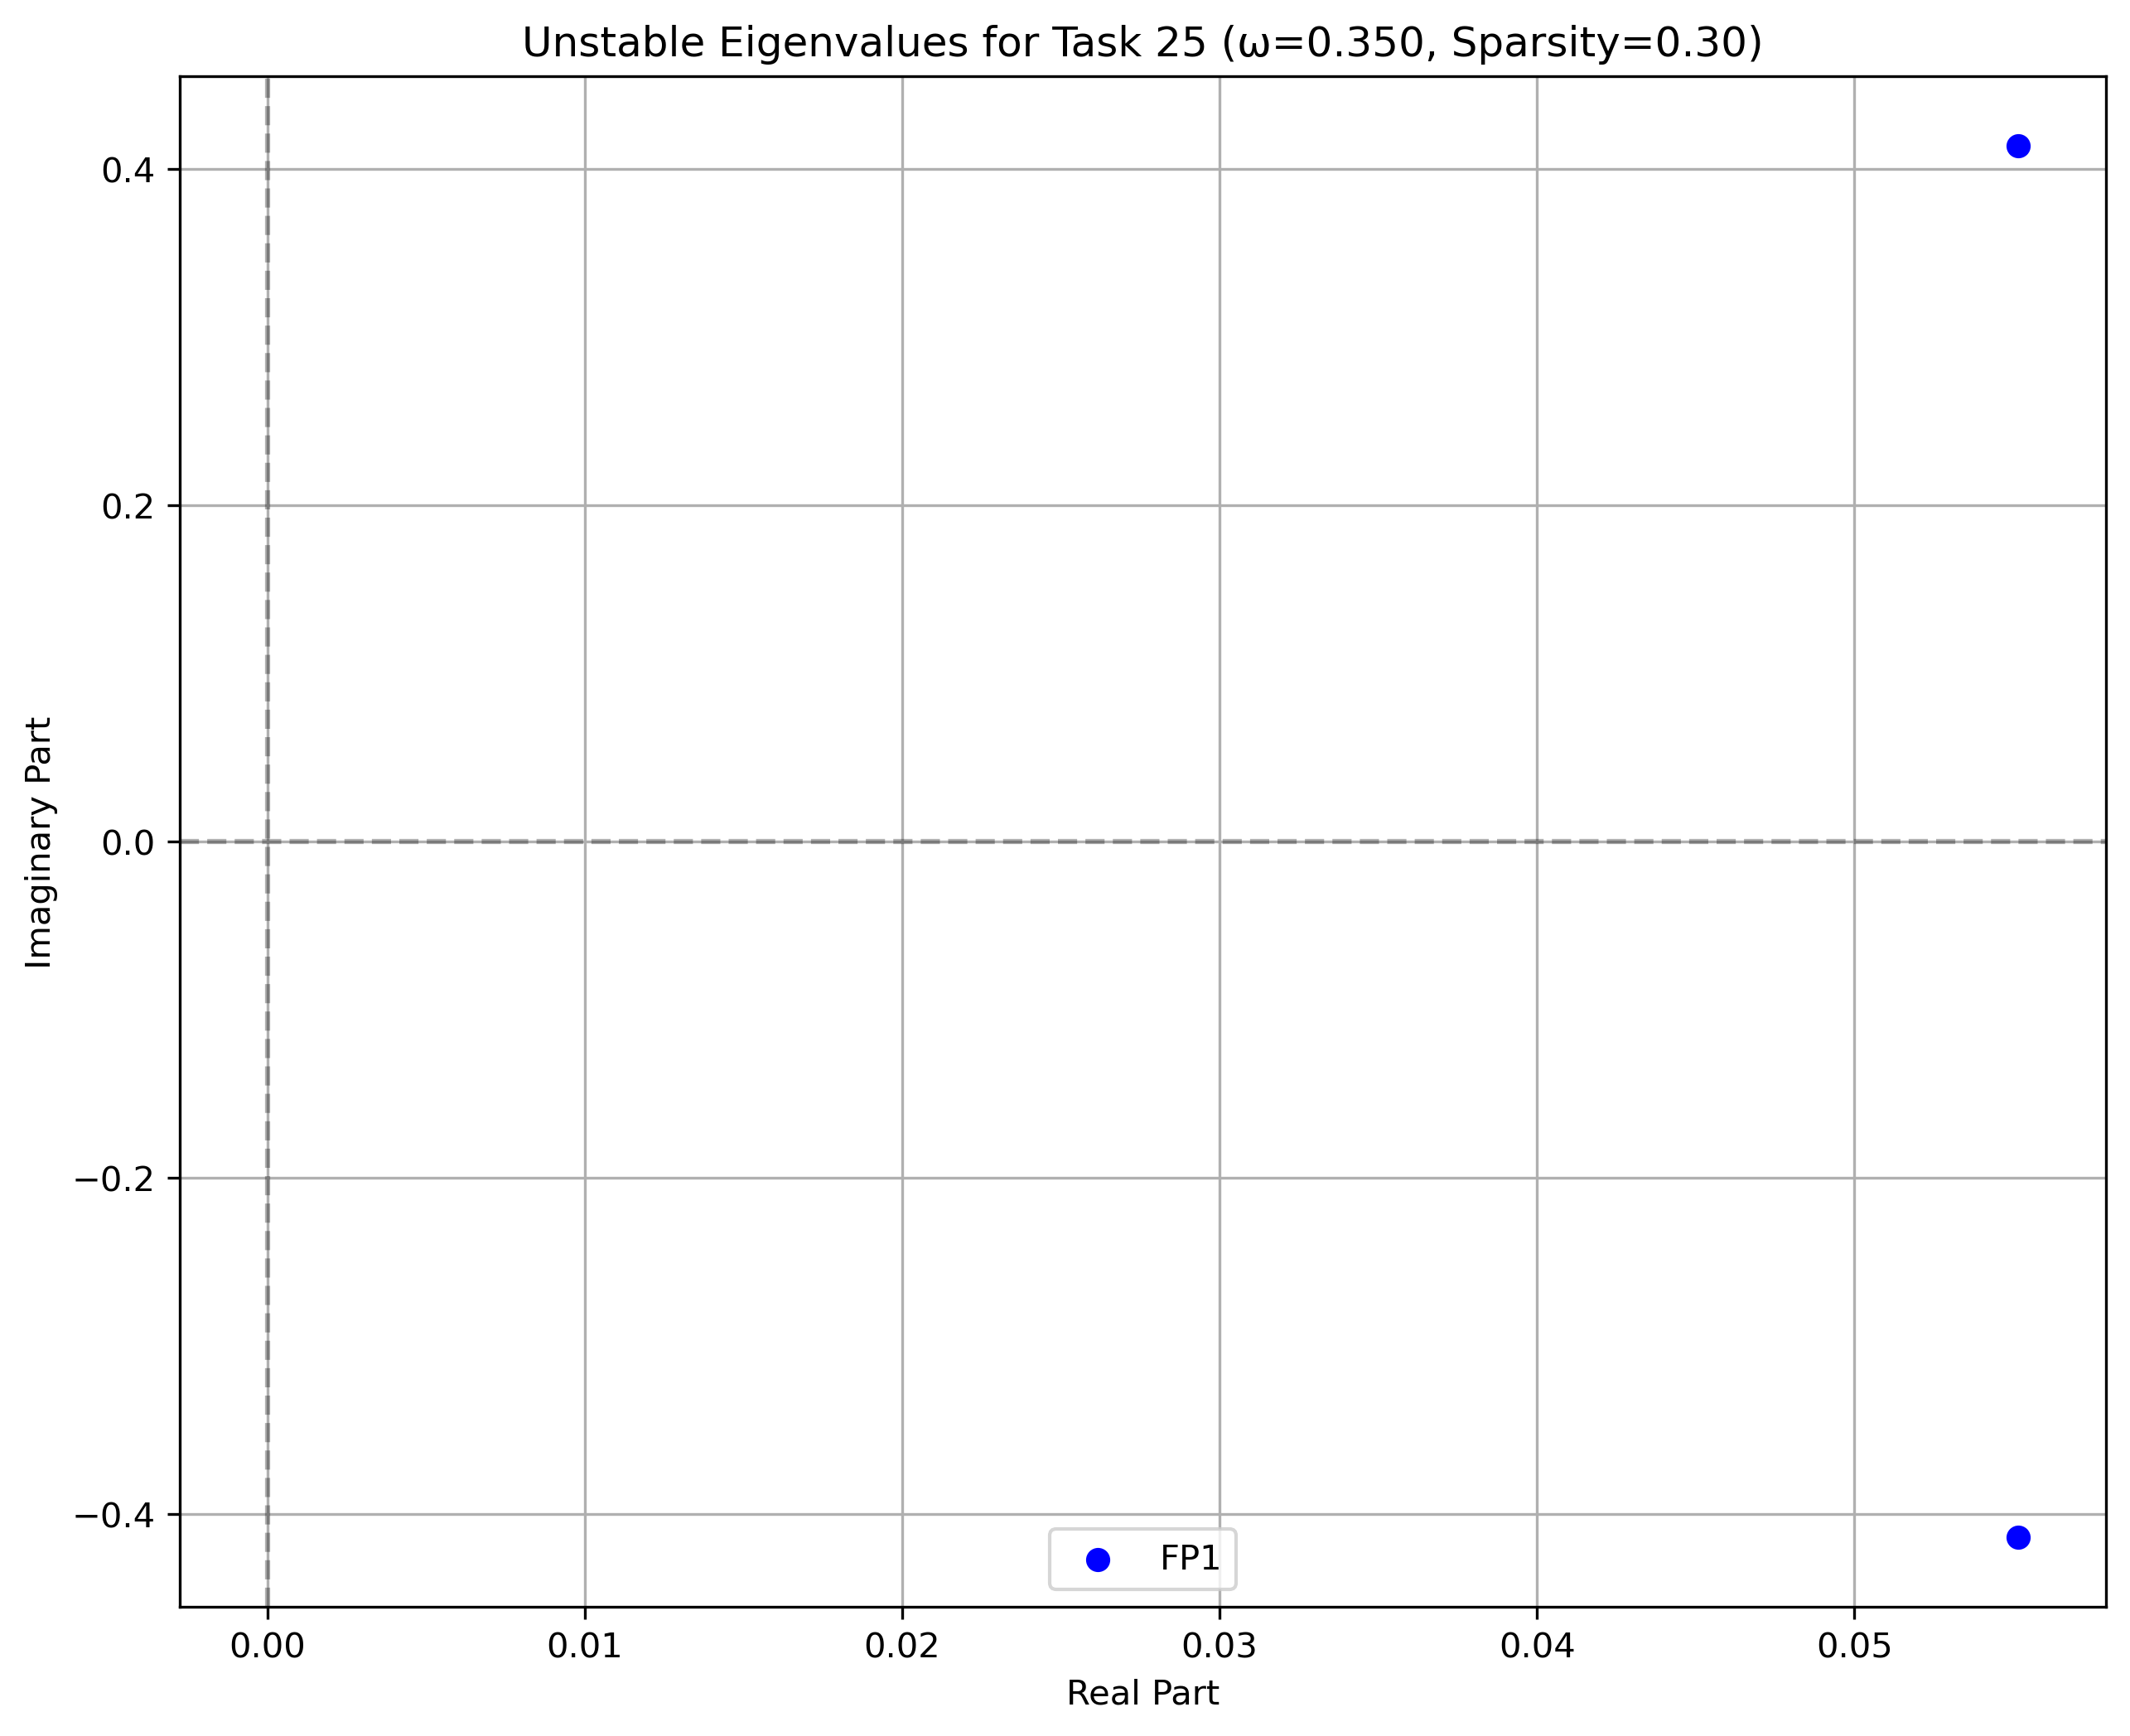 Unstable Eigenvalues for Task 25 (ω=0.350, Sparsity=0.30)
0.4
0.2
0.0
−0.2
−0.4
Imaginary Part
FP1
0.00 0.01 0.02 0.03 0.04 0.05
Real Part